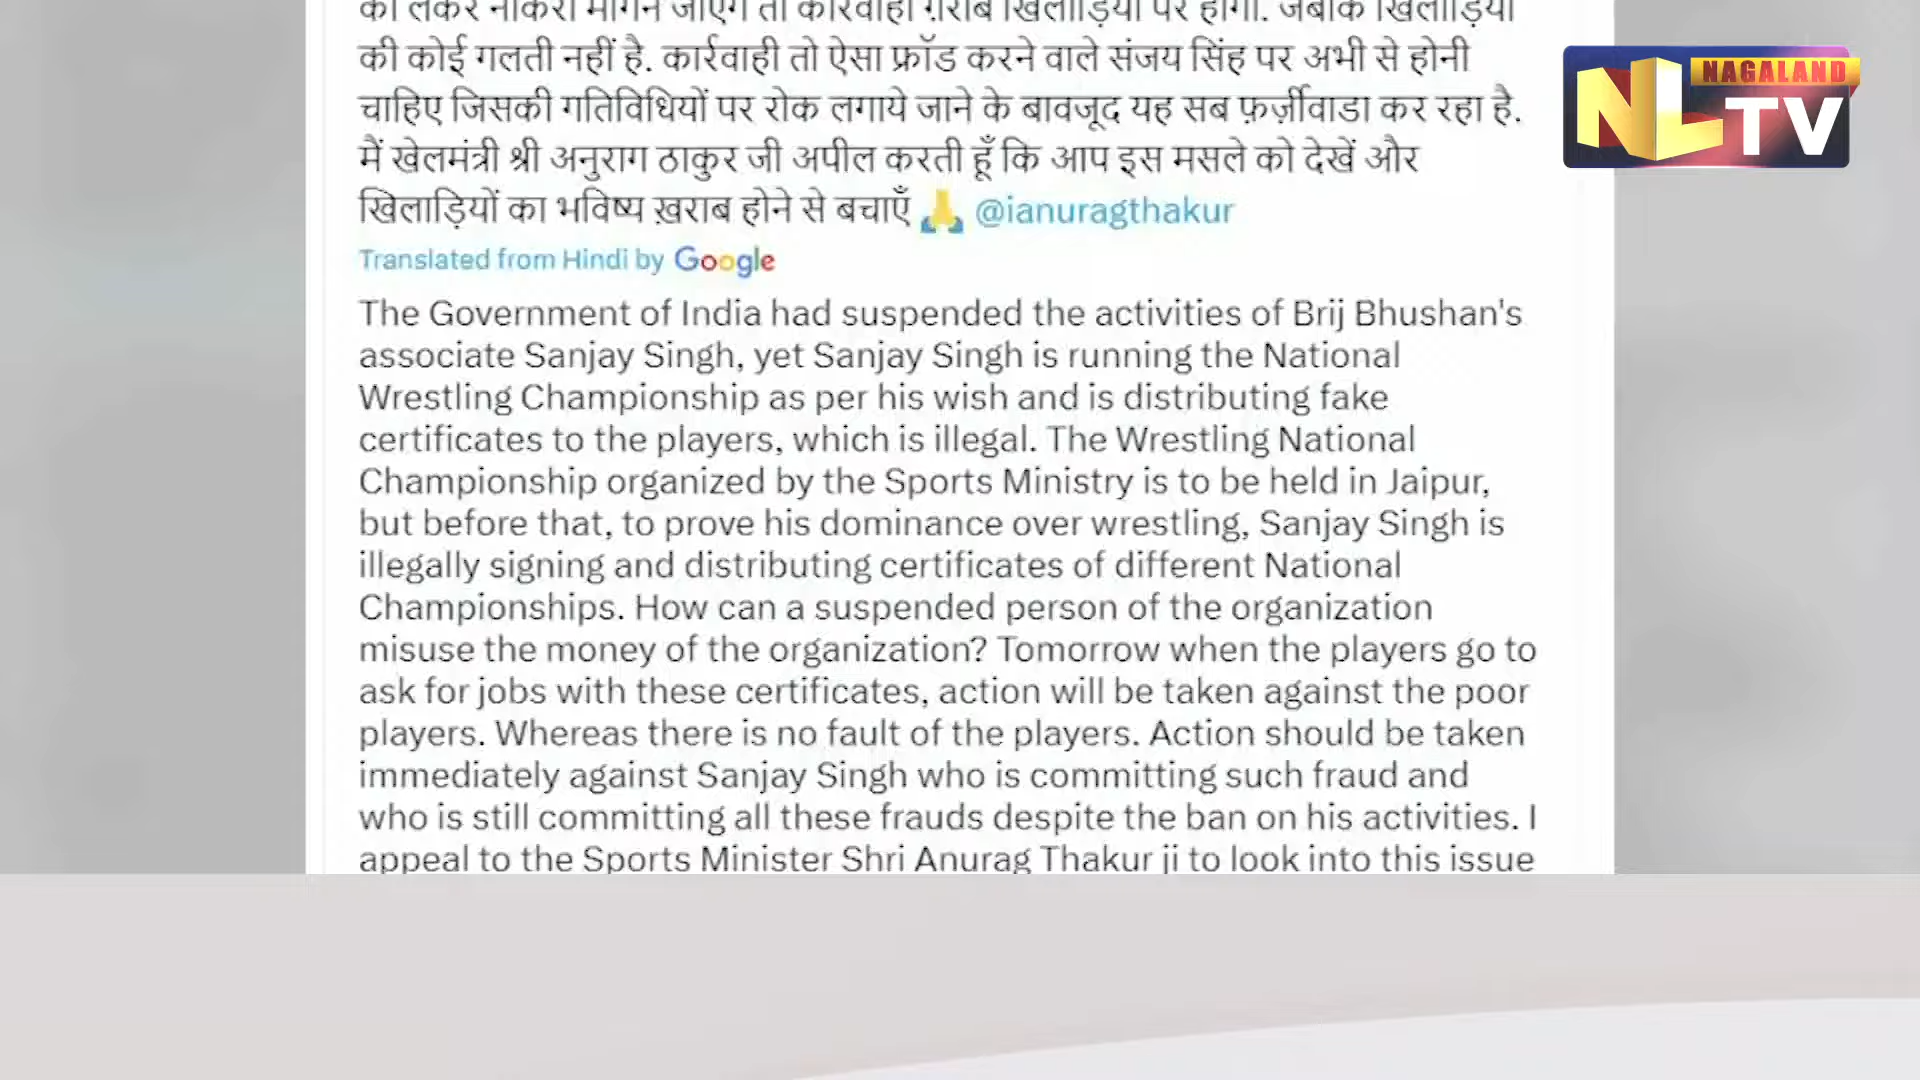 को लेकर नौकरी माँगने जाएँगे तो कार्रवाही ग़रीब खिलाड़ियों पर होगी. जबकि खिलाड़ियों
की कोई गलती नहीं है. कार्रवाही तो ऐसा फ्रॉड करने वाले संजय सिंह पर अभी से होनी
चाहिए जिसकी गतिविधियों पर रोक लगाये जाने के बावजूद यह सब फ़र्ज़ीवाडा कर रहा है.
मैं खेलमंत्री श्री अनुराग ठाकुर जी अपील करती हूँ कि आप इस मसले को देखें और
खिलाड़ियों का भविष्य ख़राब होने से बचाएँ 🙏 @ianuragthakur
Translated from Hindi by Google
The Government of India had suspended the activities of Brij Bhushan's
associate Sanjay Singh, yet Sanjay Singh is running the National
Wrestling Championship as per his wish and is distributing fake
certificates to the players, which is illegal. The Wrestling National
Championship organized by the Sports Ministry is to be held in Jaipur,
but before that, to prove his dominance over wrestling, Sanjay Singh is
illegally signing and distributing certificates of different National
Championships. How can a suspended person of the organization
misuse the money of the organization? Tomorrow when the players go to
ask for jobs with these certificates, action will be taken against the poor
players. Whereas there is no fault of the players. Action should be taken
immediately against Sanjay Singh who is committing such fraud and
who is still committing all these frauds despite the ban on his activities. I
appeal to the Sports Minister Shri Anurag Thakur ji to look into this issue
NAGALAND
NL TV